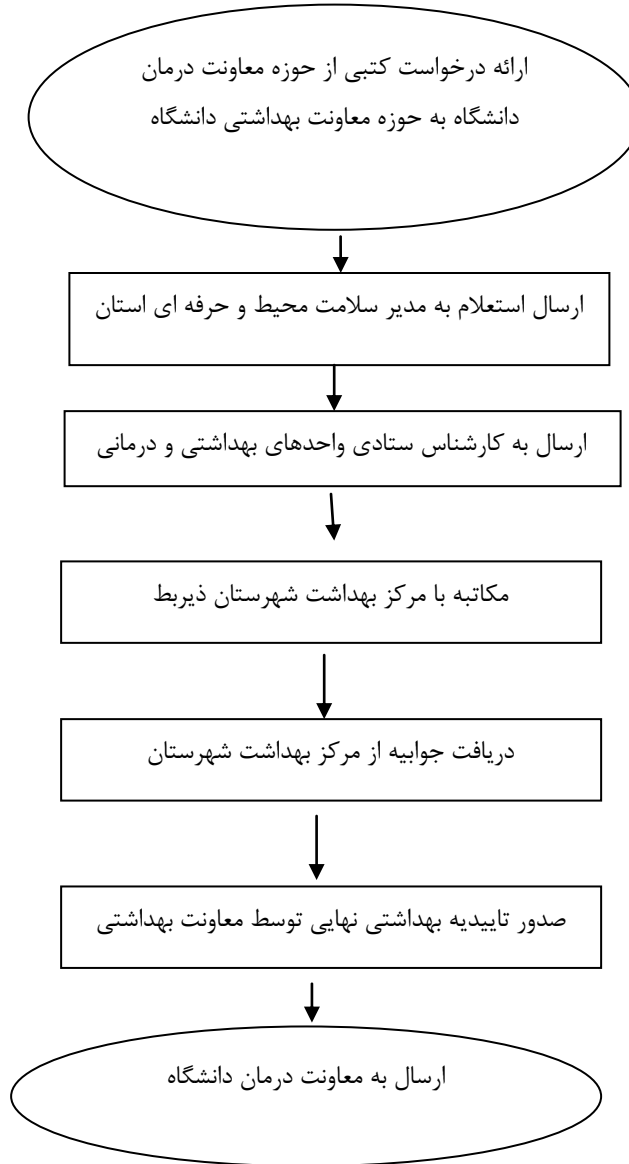 ارائه درخواست کتبی از حوزه معاونت درمان
دانشگاه به حوزه معاونت بهداشتی دانشگاه
ارسال استعلام به مدیر سلامت محیط و حرفه ای استان
ارسال به کارشناس ستادی واحدهای بهداشتی و درمانی
مکاتبه با مرکز بهداشت شهرستان ذیربط
دریافت جوابیه از مرکز بهداشت شهرستان
صدور تاییدیه بهداشتی نهایی توسط معاونت بهداشتی
ارسال به معاونت درمان دانشگاه